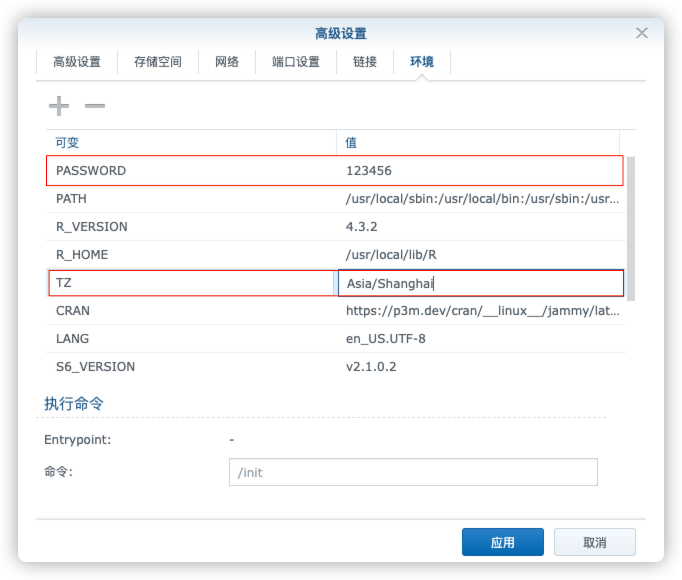 高级设置
高级设置 存储空间 网络 端口设置 链接 环境
可变 值
PASSWORD 123456
PATH /usr/local/sbin:/usr/local/bin:/usr/sbin:/usr...
R_VERSION 4.3.2
R_HOME /usr/local/lib/R
TZ Asia/Shanghai
CRAN https://p3m.dev/cran/__linux__/jammy/lat...
LANG en_US.UTF-8
S6_VERSION v2.1.0.2
执行命令
Entrypoint: -
命令: /init
应用 取消